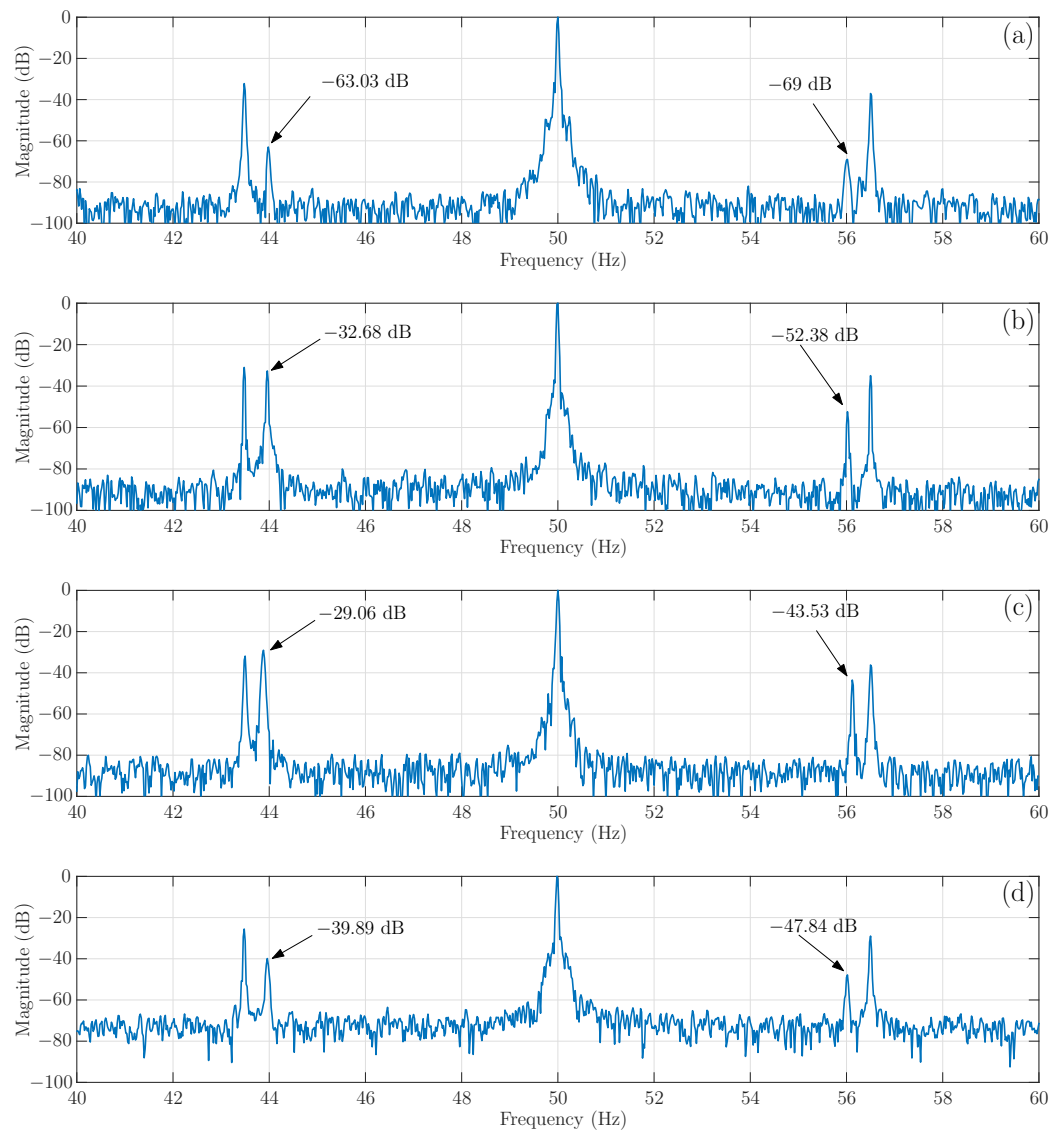 (a)
0
−20
−40
−60
−80
−100
Magnitude (dB)
−63.03 dB
−69 dB
40 42 44 46 48 50 52 54 56 58 60
Frequency (Hz)
(b)
0
−20
−40
−60
−80
−100
Magnitude (dB)
−32.68 dB
−52.38 dB
40 42 44 46 48 50 52 54 56 58 60
Frequency (Hz)
(c)
0
−20
−40
−60
−80
−100
Magnitude (dB)
−29.06 dB
−43.53 dB
40 42 44 46 48 50 52 54 56 58 60
Frequency (Hz)
(d)
0
−20
−40
−60
−80
−100
Magnitude (dB)
−39.89 dB
−47.84 dB
40 42 44 46 48 50 52 54 56 58 60
Frequency (Hz)